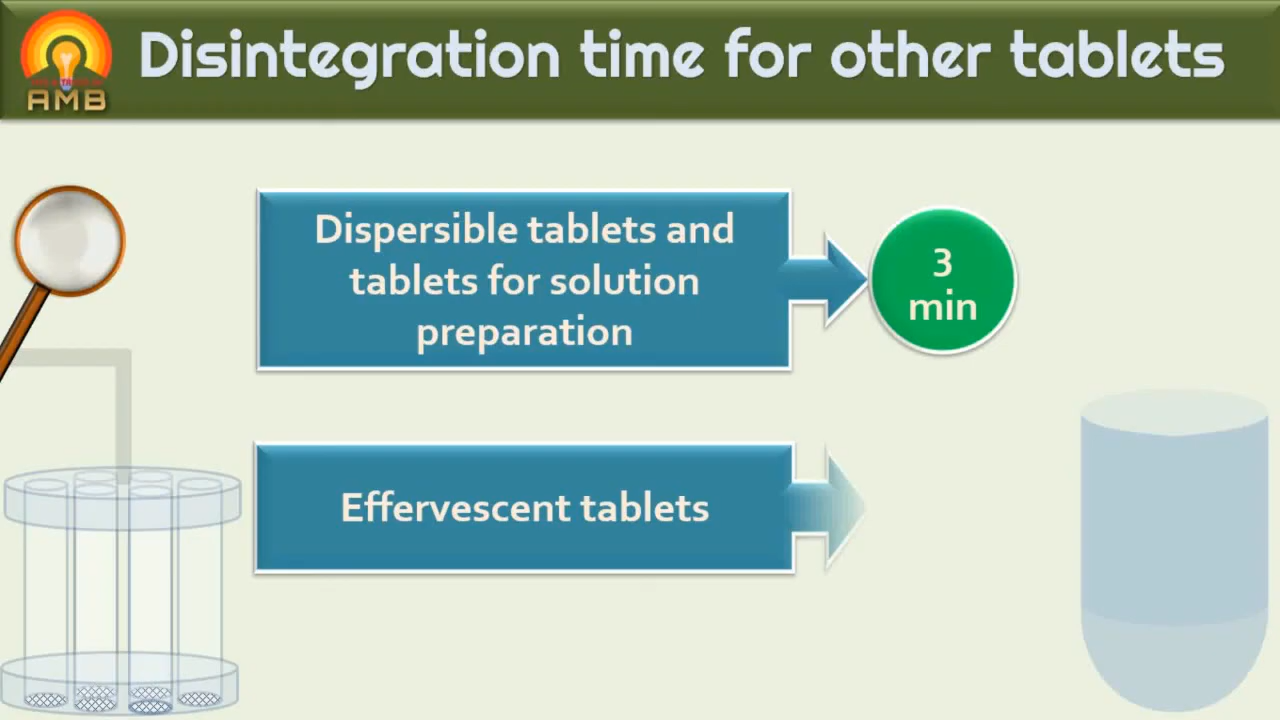 Disintegration time for other tablets
AMB
Dispersible tablets and
tablets for solution
preparation
3
min
Effervescent tablets